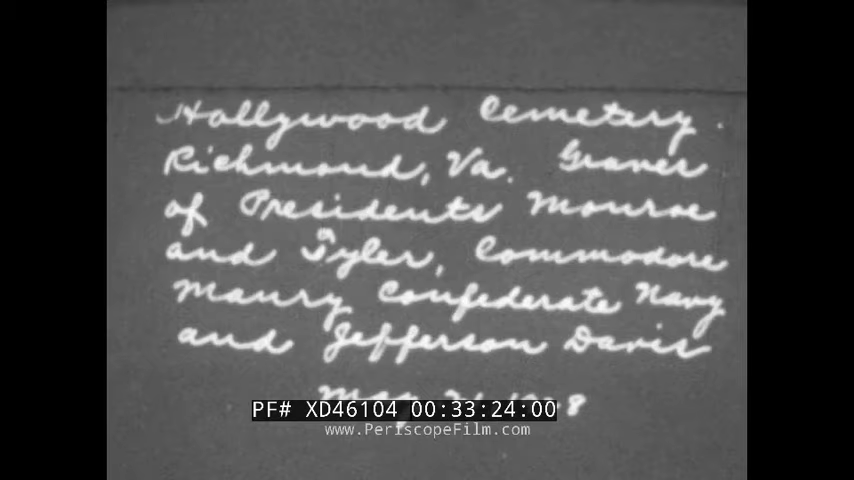 Hollywood Cemetery.
Richmond, Va. Graves
of Presidents Monroe
and Tyler, Commodore
Maury Confederate Navy
and Jefferson Davis
May
PF# XD46104 00:33:24:00
www.PeriscopeFilm.com